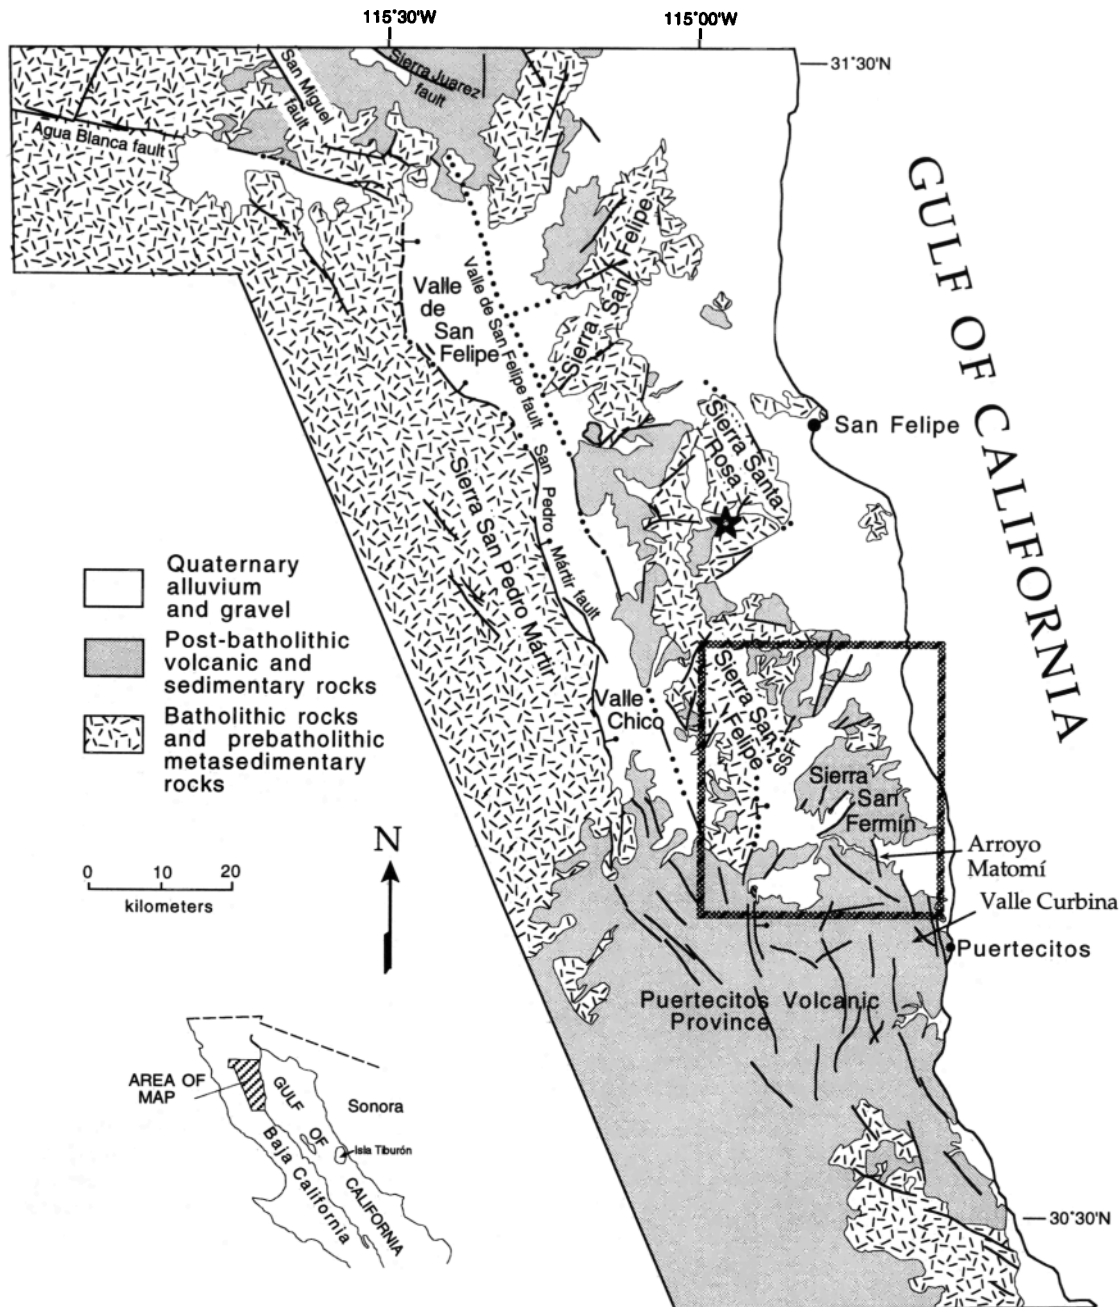 115°30'W
115°00'W
31°30'N
San Miguel
fault
Sierra Juarez
fault
Agua Blanca fault
GULF OF CALIFORNIA
Valle
de
San
Felipe
Valle de San Felipe fault
Sierra San Felipe
San Felipe
Sierra Santa
Rosa
San Pedro Mártir fault
Sierra San Pedro Mártir
Quaternary
alluvium
and gravel
Post-batholithic
volcanic and
sedimentary rocks
Batholithic rocks
and prebatholithic
metasedimentary
rocks
Valle
Chico
Sierra San
Felipe
SSFF
Sierra
San
Fermín
Arroyo
Matomí
Valle Curbina
Puertecitos
N
0 10 20
kilometers
Puertecitos Volcanic
Province
AREA OF
MAP
GULF OF CALIFORNIA
Sonora
Isla Tiburón
Baja California
30°30'N